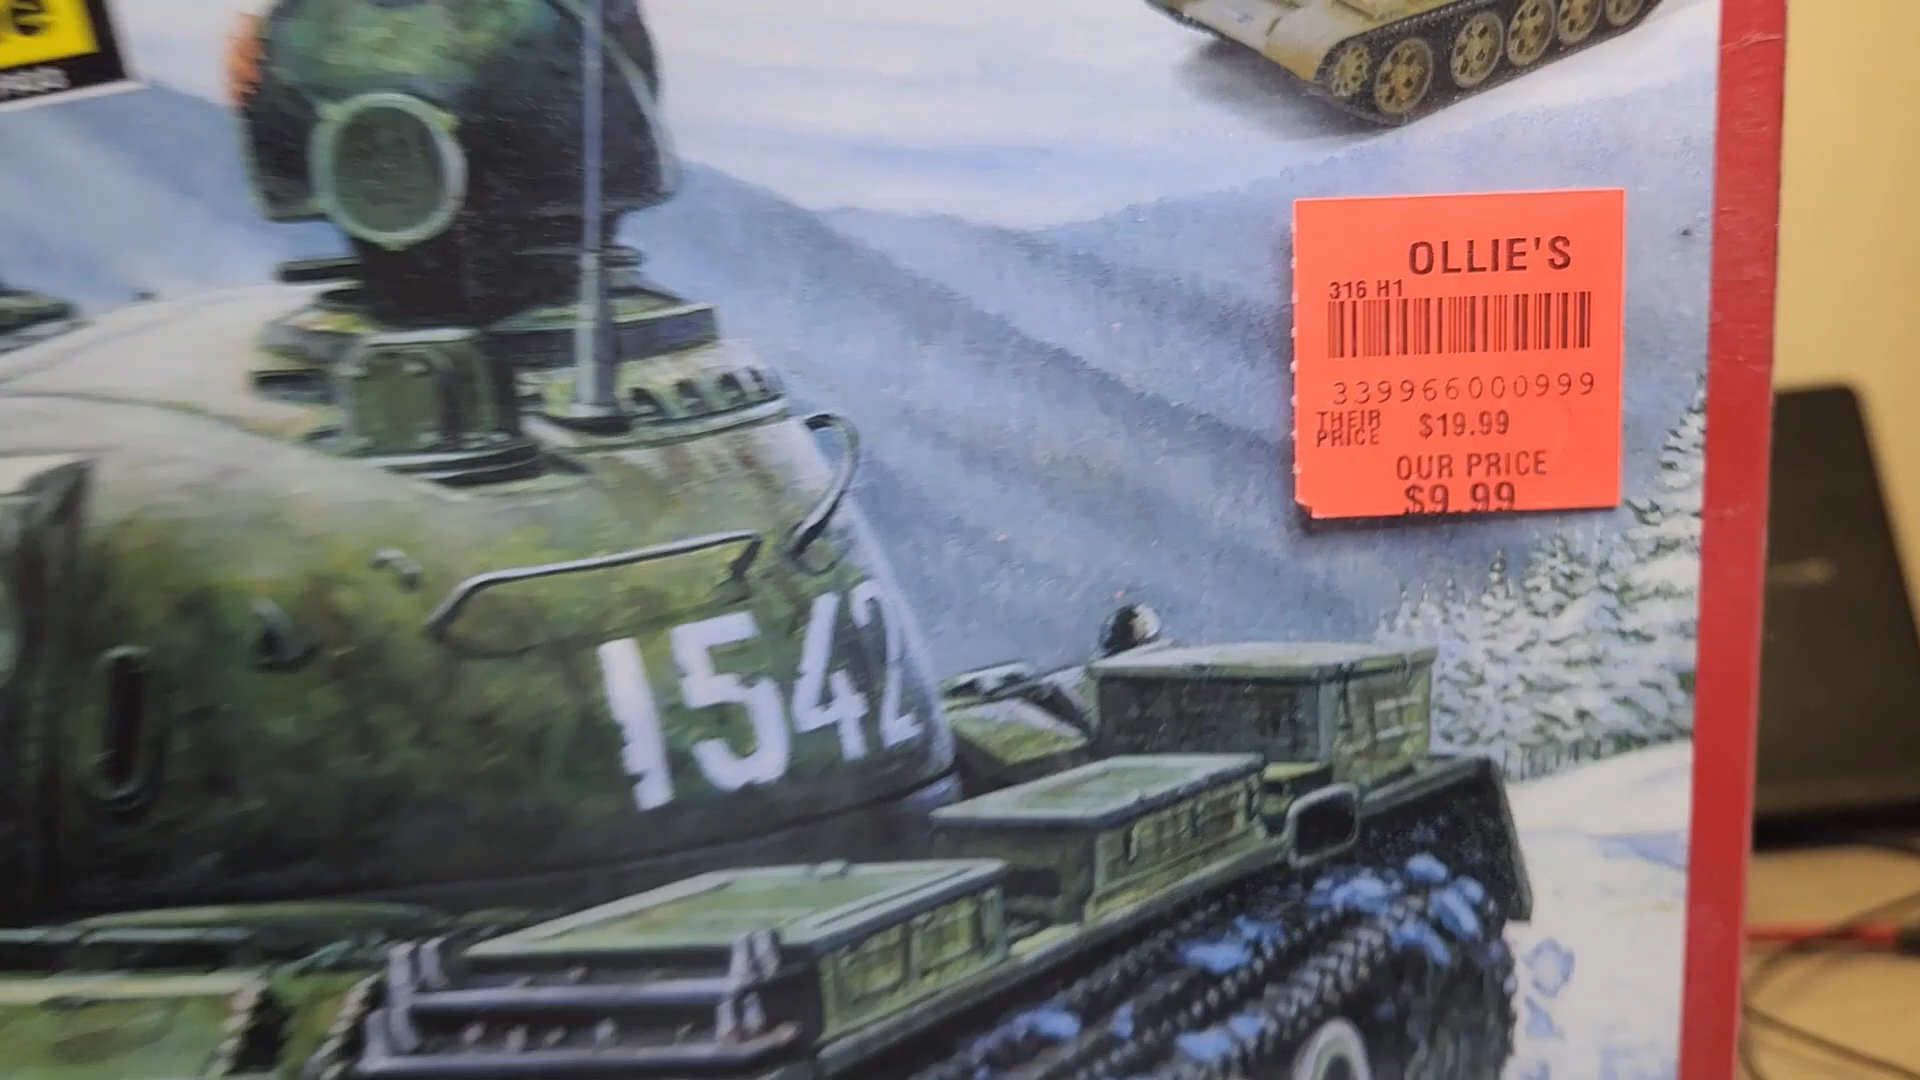 OLLIE'S
316 H1
339966000999
THEIR PRICE $19.99
OUR PRICE
$9.99
1542